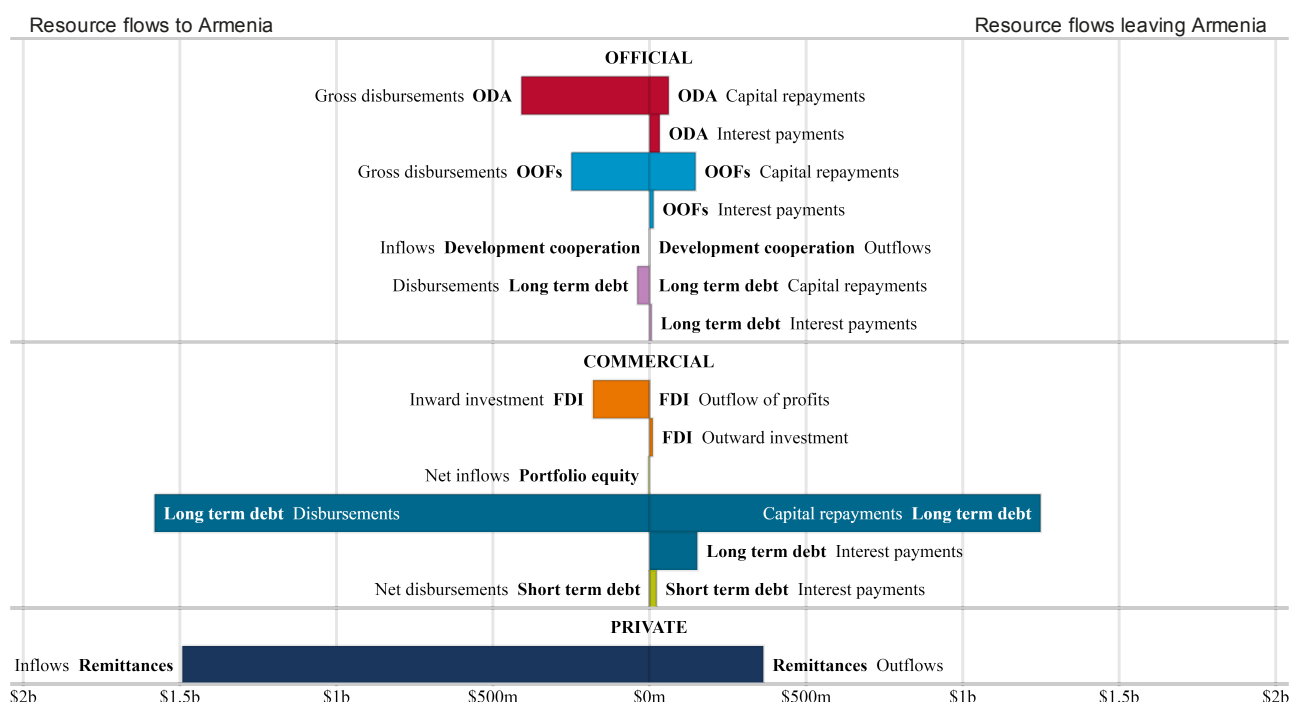 Resource flows to Armenia Resource flows leaving Armenia
OFFICIAL
Gross disbursements ODA ODA Capital repayments
ODA Interest payments
Gross disbursements OOFs OOFs Capital repayments
OOFs Interest payments
Inflows Development cooperation Development cooperation Outflows
Disbursements Long term debt Long term debt Capital repayments
Long term debt Interest payments
COMMERCIAL
Inward investment FDI FDI Outflow of profits
FDI Outward investment
Net inflows Portfolio equity
Long term debt Disbursements Capital repayments Long term debt
Long term debt Interest payments
Net disbursements Short term debt Short term debt Interest payments
PRIVATE
Inflows Remittances Remittances Outflows
$2b $1.5b $1b $500m $0m $500m $1b $1.5b $2b